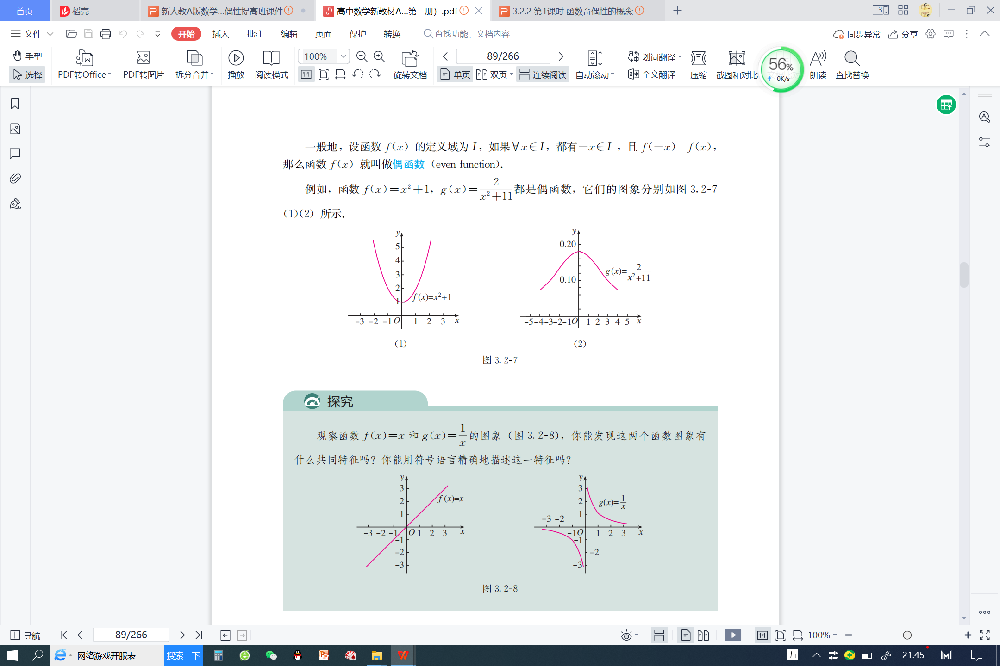 首页
稻壳
新人教A版数学...偶性提高班课件
高中数学新教材A...第一册）.pdf
3.2.2 第1课时 函数奇偶性的概念
文件
开始
插入
批注
编辑
页面
保护
转换
查找功能、文档内容
同步异常
分享
手型
选择
PDF转Office
PDF转图片
拆分合并
播放
阅读模式
100%
旋转文档
89/266
单页
双页
连续阅读
自动滚动
划词翻译
全文翻译
压缩
截图和对比
56%
0K/s
朗读
查找替换
一般地，设函数 f(x) 的定义域为 I，如果∀x∈I，都有−x∈I ，且 f(−x)=f(x)，
那么函数 f(x) 就叫做偶函数（even function）.
例如，函数 f(x)=x²+1，g(x)=2/(x²+11)都是偶函数，它们的图象分别如图 3.2-7
(1)(2) 所示.
y
5
4
3
2
1
f(x)=x²+1
-3 -2 -1 O 1 2 3 x
(1)
y
0.20
g(x)=2/(x²+11)
0.10
-5 -4 -3 -2 -1 O 1 2 3 4 5 x
(2)
图 3.2-7
探究
观察函数 f(x)=x 和 g(x)=1/x 的图象（图 3.2-8），你能发现这两个函数图象有
什么共同特征吗？你能用符号语言精确地描述这一特征吗？
y
3
2
1
f(x)=x
-3 -2 -1 O 1 2 3 x
-1
-2
-3
y
3
2
1
g(x)=1/x
-3 -2
-1 O 1 2 3 x
-1
-2
-3
图 3.2-8
导航
89/266
1:1
100%
网络游戏开服表
搜索一下
五
21:45